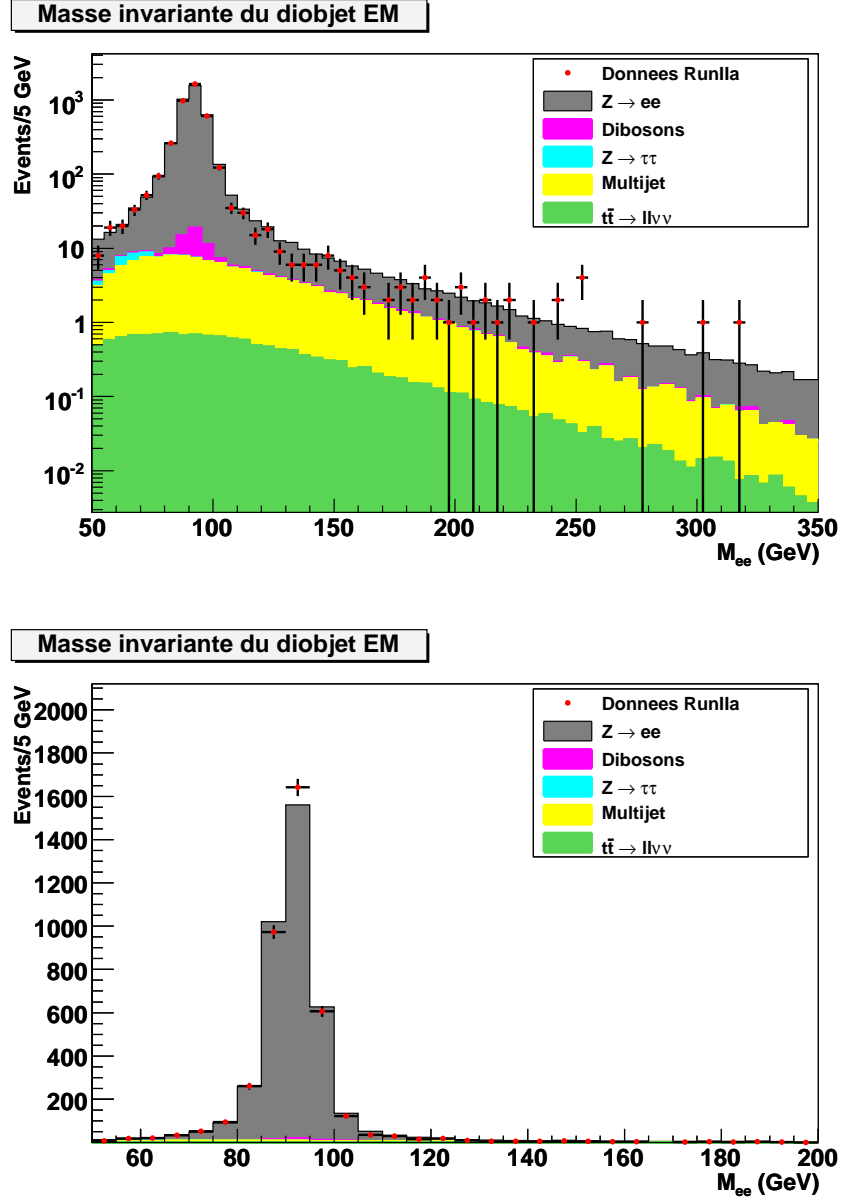 Masse invariante du diobjet EM
Events/5 GeV
10³
10²
10
1
10⁻¹
10⁻²
Donnees RunIIa
Z → ee
Dibosons
Z → ττ
Multijet
tt̄ → llνν
50 100 150 200 250 300 350
M_ee (GeV)
Masse invariante du diobjet EM
Events/5 GeV
2000
1800
1600
1400
1200
1000
800
600
400
200
Donnees RunIIa
Z → ee
Dibosons
Z → ττ
Multijet
tt̄ → llνν
60 80 100 120 140 160 180 200
M_ee (GeV)